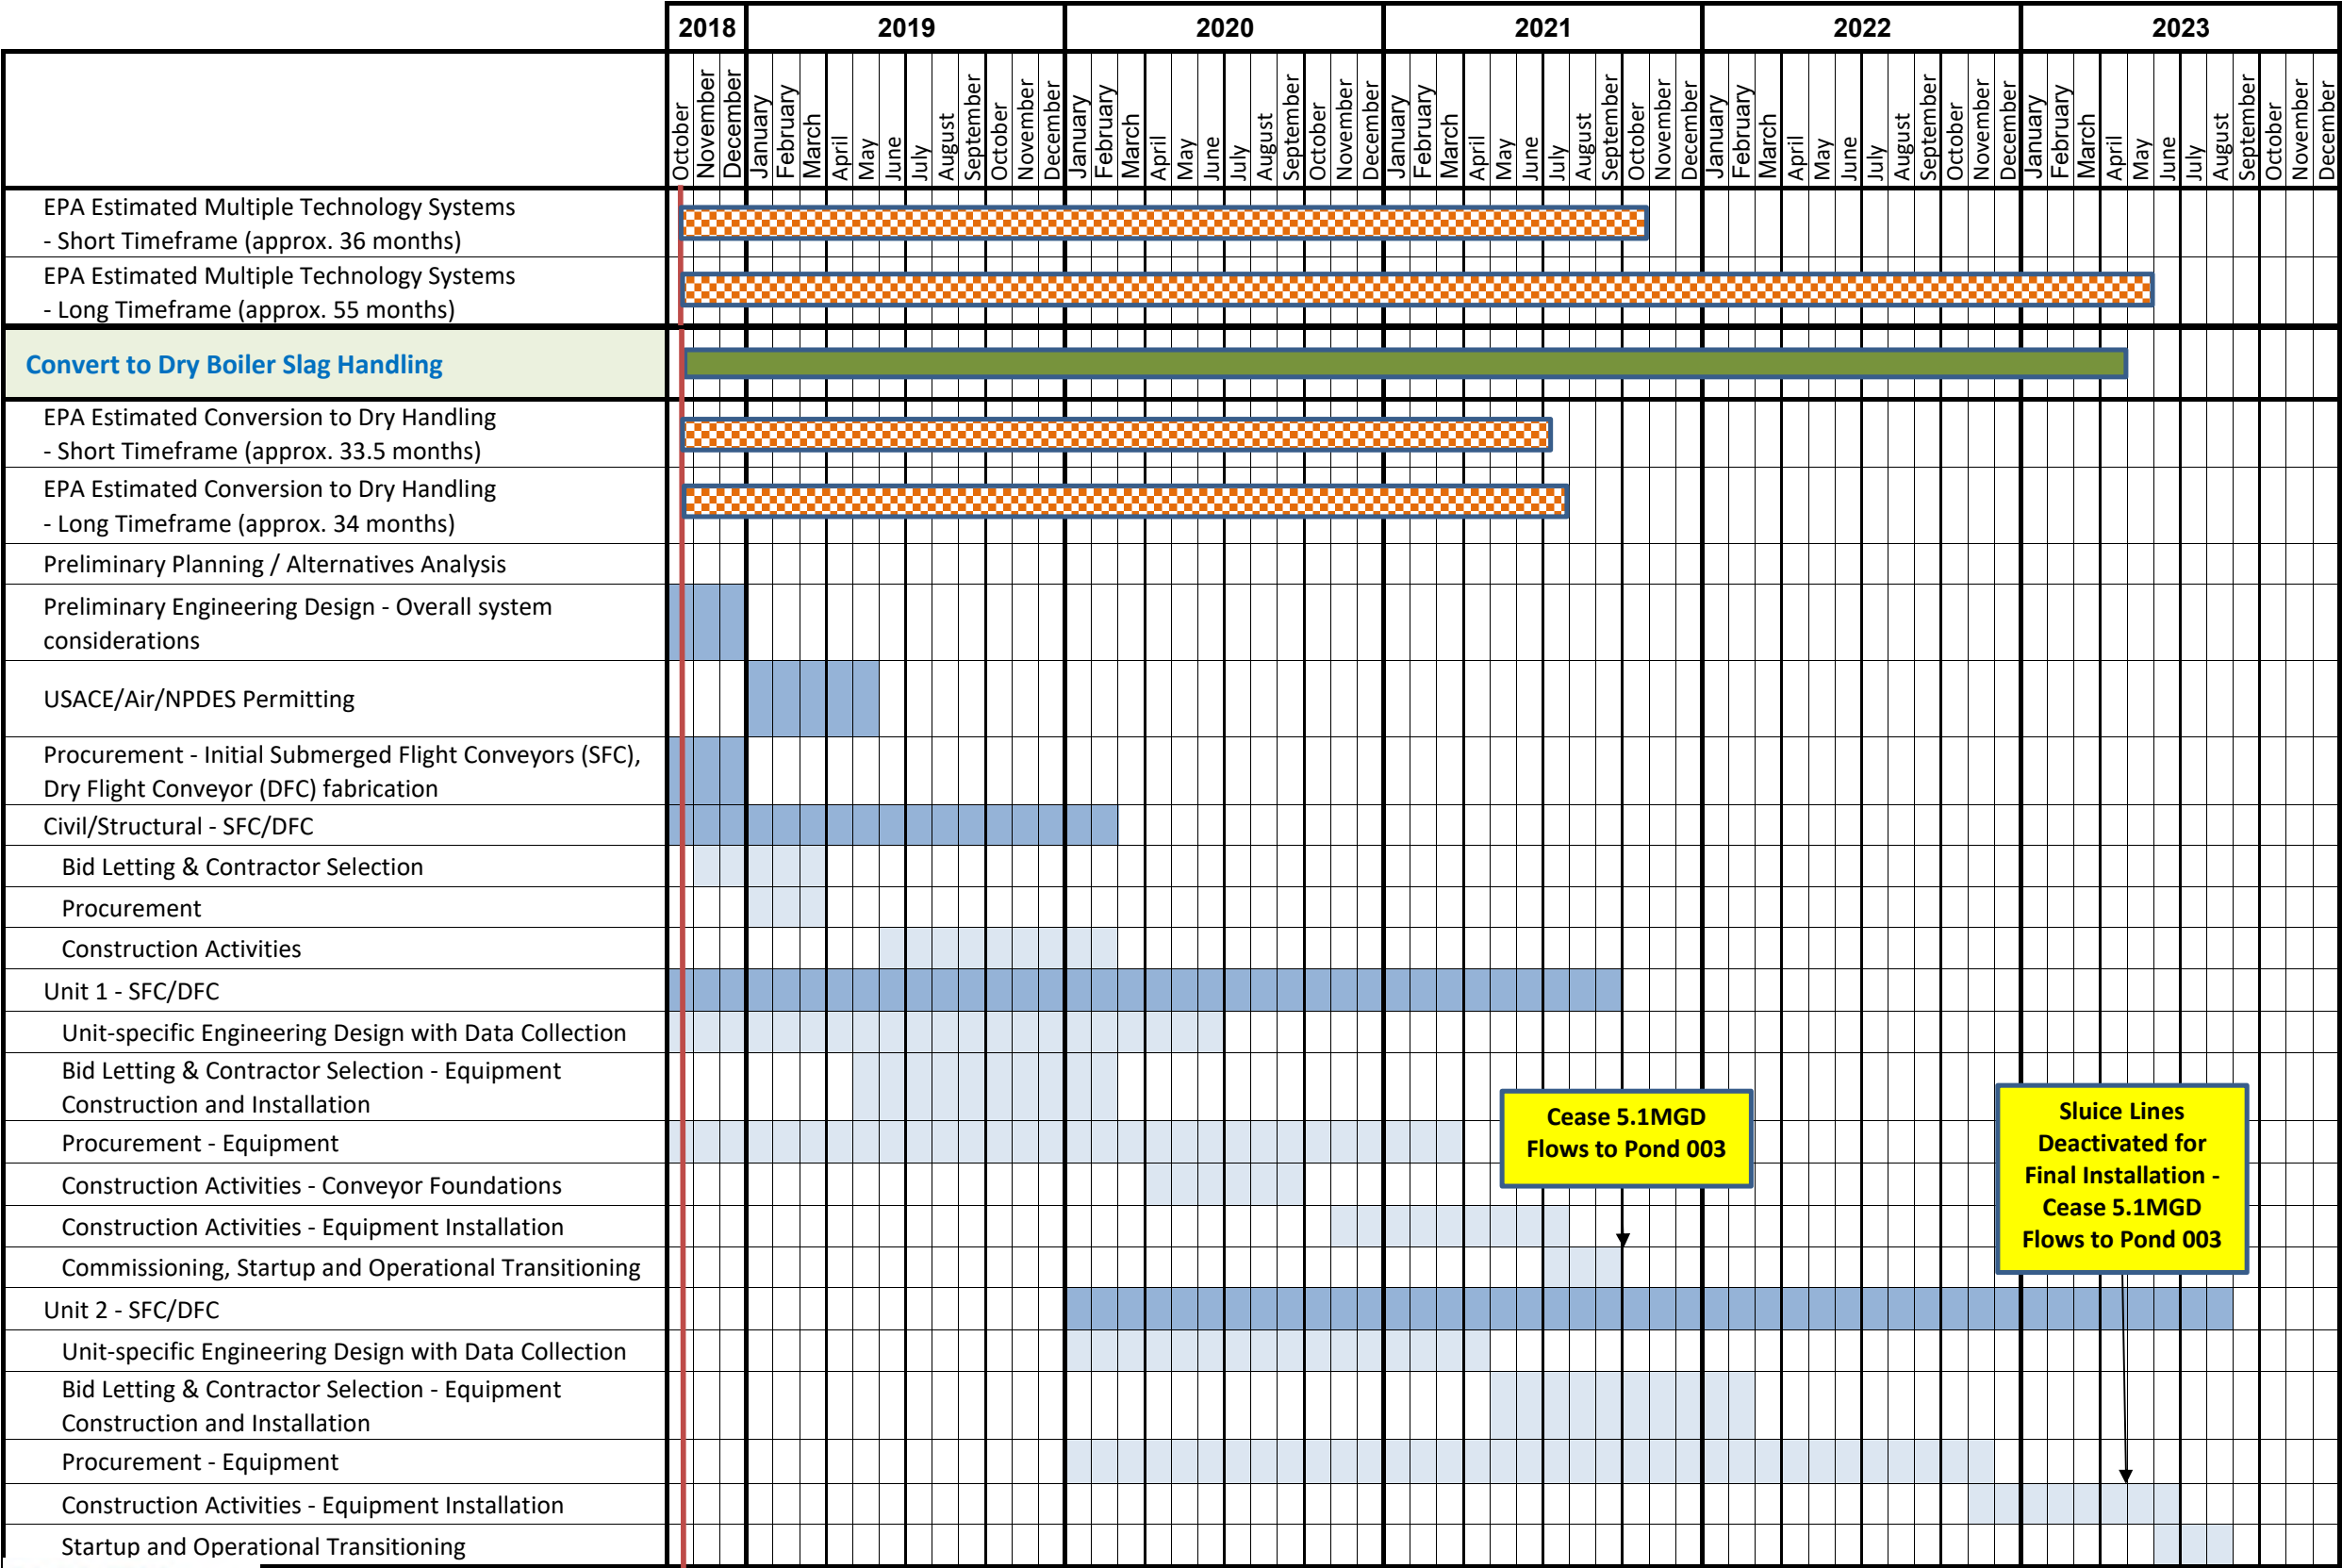 2018 2019 2020 2021 2022 2023
October November December January February March April May June July August September October November December January February March April May June July August September October November December January February March April May June July August September October November December January February March April May June July August September October November December January February March April May June July August September October November December
EPA Estimated Multiple Technology Systems
- Short Timeframe (approx. 36 months)
EPA Estimated Multiple Technology Systems
- Long Timeframe (approx. 55 months)
Convert to Dry Boiler Slag Handling
EPA Estimated Conversion to Dry Handling
- Short Timeframe (approx. 33.5 months)
EPA Estimated Conversion to Dry Handling
- Long Timeframe (approx. 34 months)
Preliminary Planning / Alternatives Analysis
Preliminary Engineering Design - Overall system
considerations
USACE/Air/NPDES Permitting
Procurement - Initial Submerged Flight Conveyors (SFC),
Dry Flight Conveyor (DFC) fabrication
Civil/Structural - SFC/DFC
Bid Letting & Contractor Selection
Procurement
Construction Activities
Unit 1 - SFC/DFC
Unit-specific Engineering Design with Data Collection
Bid Letting & Contractor Selection - Equipment
Construction and Installation
Procurement - Equipment
Construction Activities - Conveyor Foundations
Construction Activities - Equipment Installation
Commissioning, Startup and Operational Transitioning
Cease 5.1MGD
Flows to Pond 003
Unit 2 - SFC/DFC
Unit-specific Engineering Design with Data Collection
Bid Letting & Contractor Selection - Equipment
Construction and Installation
Procurement - Equipment
Construction Activities - Equipment Installation
Startup and Operational Transitioning
Sluice Lines
Deactivated for
Final Installation -
Cease 5.1MGD
Flows to Pond 003